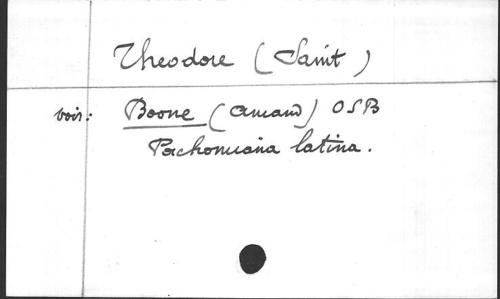 Theodore (Saint)
voir: Boone (Amand) OSB
Pachomiana latina.